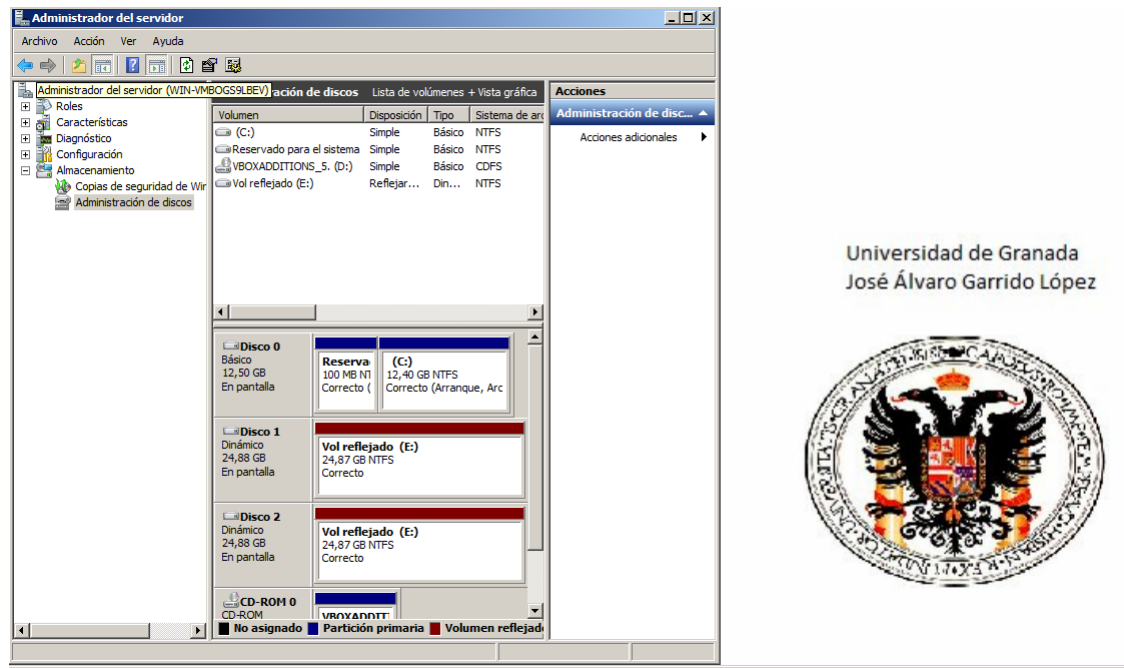 Administrador del servidor
Archivo Acción Ver Ayuda
Administrador del servidor (WIN-VMBOGS9LBEV)
Roles
Características
Diagnóstico
Configuración
Almacenamiento
Copias de seguridad de Wir
Administración de discos
ración de discos Lista de volúmenes + Vista gráfica
Volumen Disposición Tipo Sistema de arc
(C:) Simple Básico NTFS
Reservado para el sistema Simple Básico NTFS
VBOXADDITIONS_5. (D:) Simple Básico CDFS
Vol reflejado (E:) Reflejar... Din... NTFS
Disco 0
Básico
12,50 GB
En pantalla
Reserva
100 MB NT
Correcto (
(C:)
12,40 GB NTFS
Correcto (Arranque, Arc
Disco 1
Dinámico
24,88 GB
En pantalla
Vol reflejado (E:)
24,87 GB NTFS
Correcto
Disco 2
Dinámico
24,88 GB
En pantalla
Vol reflejado (E:)
24,87 GB NTFS
Correcto
CD-ROM 0
CD-ROM
VBOXADDIT
No asignado Partición primaria Volumen reflejad
Acciones
Administración de disc...
Acciones adicionales
Universidad de Granada
José Álvaro Garrido López